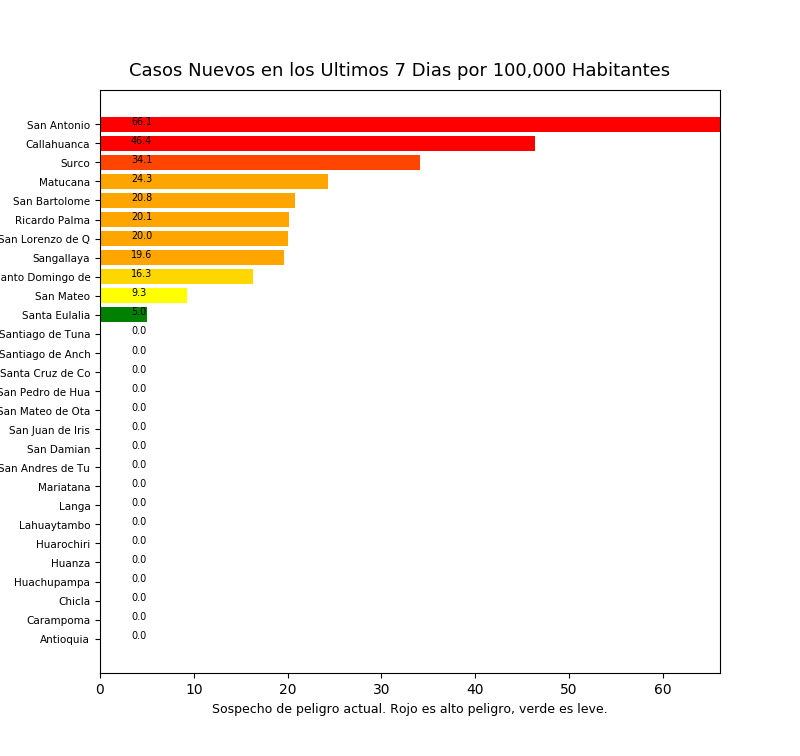 Casos Nuevos en los Ultimos 7 Dias por 100,000 Habitantes
San Antonio 66.1
Callahuanca 46.4
Surco 34.1
Matucana 24.3
San Bartolome 20.8
Ricardo Palma 20.1
San Lorenzo de Q 20.0
Sangallaya 19.6
anto Domingo de 16.3
San Mateo 9.3
Santa Eulalia 5.0
Santiago de Tuna 0.0
Santiago de Anch 0.0
Santa Cruz de Co 0.0
San Pedro de Hua 0.0
San Mateo de Ota 0.0
San Juan de Iris 0.0
San Damian 0.0
San Andres de Tu 0.0
Mariatana 0.0
Langa 0.0
Lahuaytambo 0.0
Huarochiri 0.0
Huanza 0.0
Huachupampa 0.0
Chicla 0.0
Carampoma 0.0
Antioquia 0.0
0 10 20 30 40 50 60
Sospecho de peligro actual. Rojo es alto peligro, verde es leve.